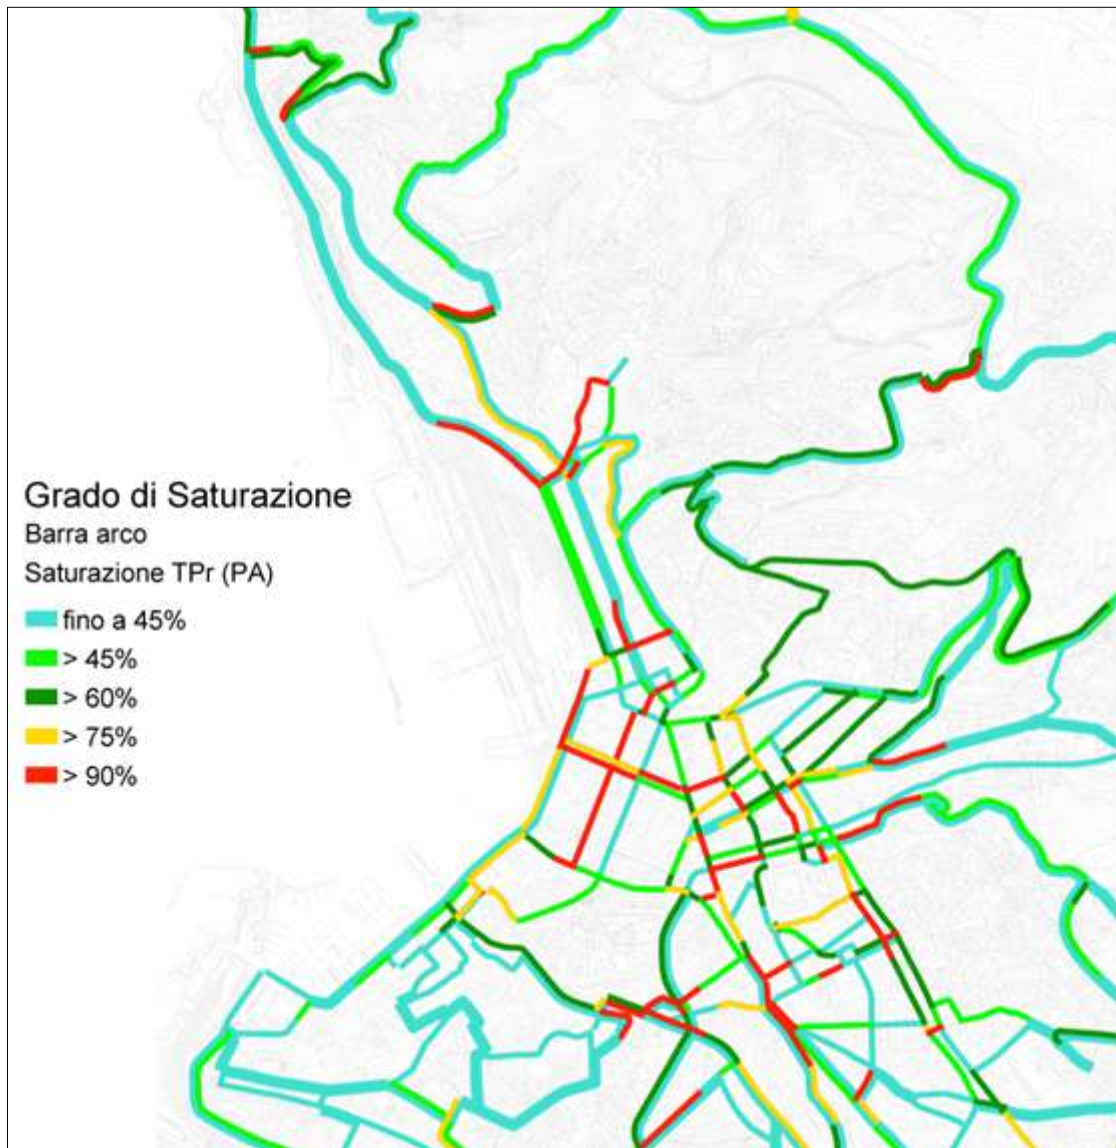 Grado di Saturazione
Barra arco
Saturazione TPr (PA)
fino a 45%
> 45%
> 60%
> 75%
> 90%